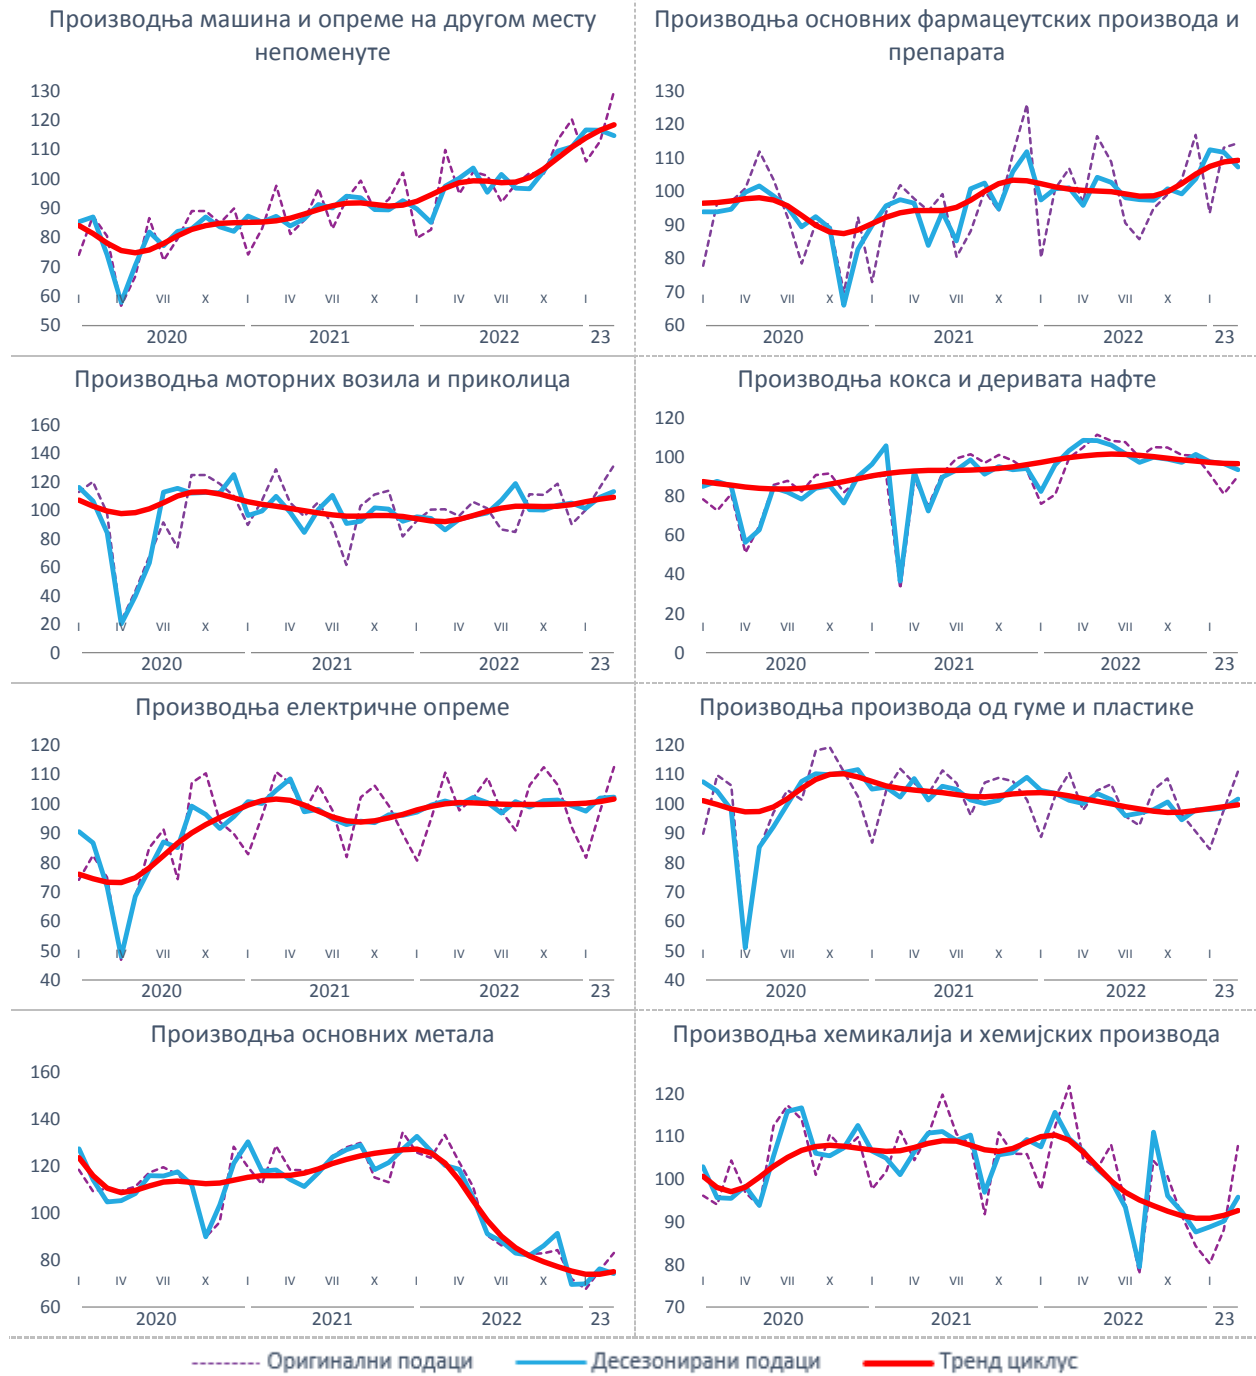 Производња машина и опреме на другом месту
непоменуте
130
120
110
100
90
80
70
60
50
I IV VII X I IV VII X I IV VII X I
2020 2021 2022 23
Производња основних фармацеутских производа и
препарата
130
120
110
100
90
80
70
60
I IV VII X I IV VII X I IV VII X I
2020 2021 2022 23
Производња моторних возила и приколица
160
140
120
100
80
60
40
20
0
I IV VII X I IV VII X I IV VII X I
2020 2021 2022 23
Производња кокса и деривата нафте
120
100
80
60
40
20
0
I IV VII X I IV VII X I IV VII X I
2020 2021 2022 23
Производња електричне опреме
120
110
100
90
80
70
60
50
40
I IV VII X I IV VII X I IV VII X I
2020 2021 2022 23
Производња производа од гуме и пластике
120
110
100
90
80
70
60
50
40
I IV VII X I IV VII X I IV VII X I
2020 2021 2022 23
Производња основних метала
160
140
120
100
80
60
I IV VII X I IV VII X I IV VII X I
2020 2021 2022 23
Производња хемикалија и хемијских производа
120
110
100
90
80
70
I IV VII X I IV VII X I IV VII X I
2020 2021 2022 23
Оригинални подаци Десезонирани подаци Тренд циклус